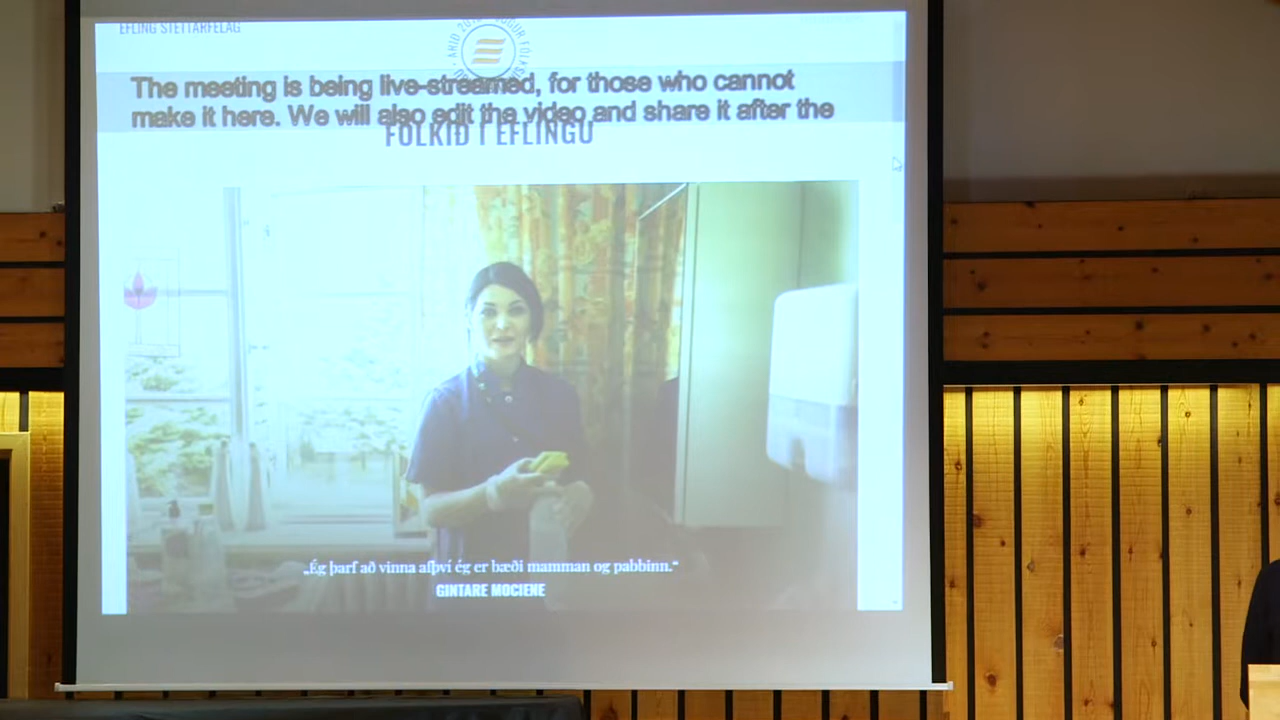 EFLING STÉTTARFÉLAG
The meeting is being live-streamed, for those who cannot
make it here. We will also edit the video and share it after the
FÓLKIÐ Í EFLINGU
„Ég þarf að vinna afþví ég er bæði mamman og pabbinn.“
GINTARE MOCIENE